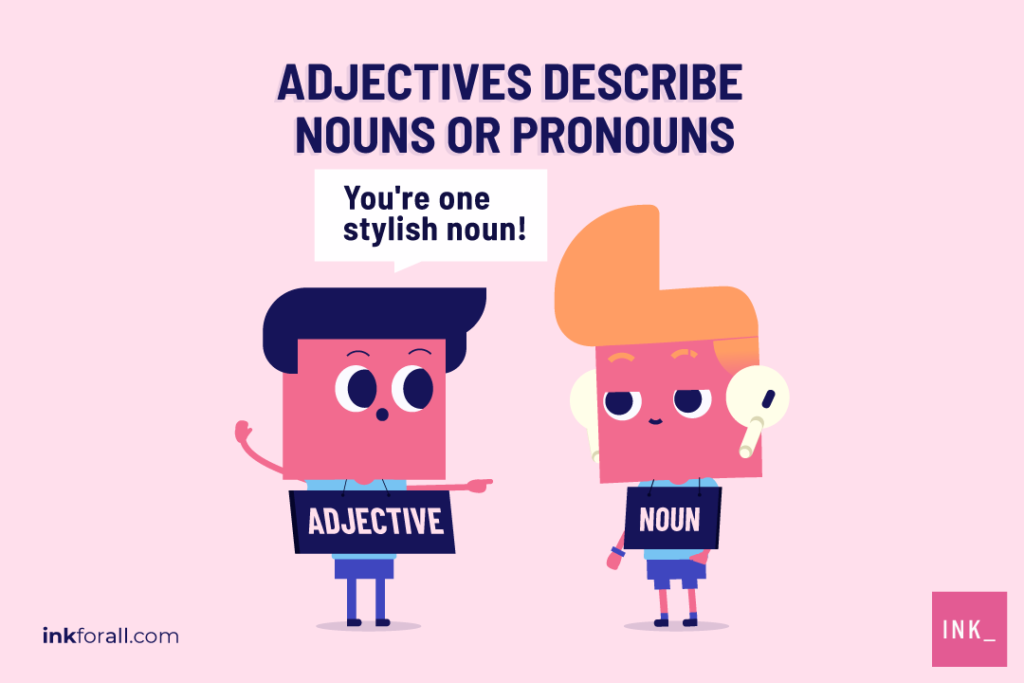 ADJECTIVES DESCRIBE
NOUNS OR PRONOUNS
You're one
stylish noun!
ADJECTIVE
NOUN
inkforall.com
INK_